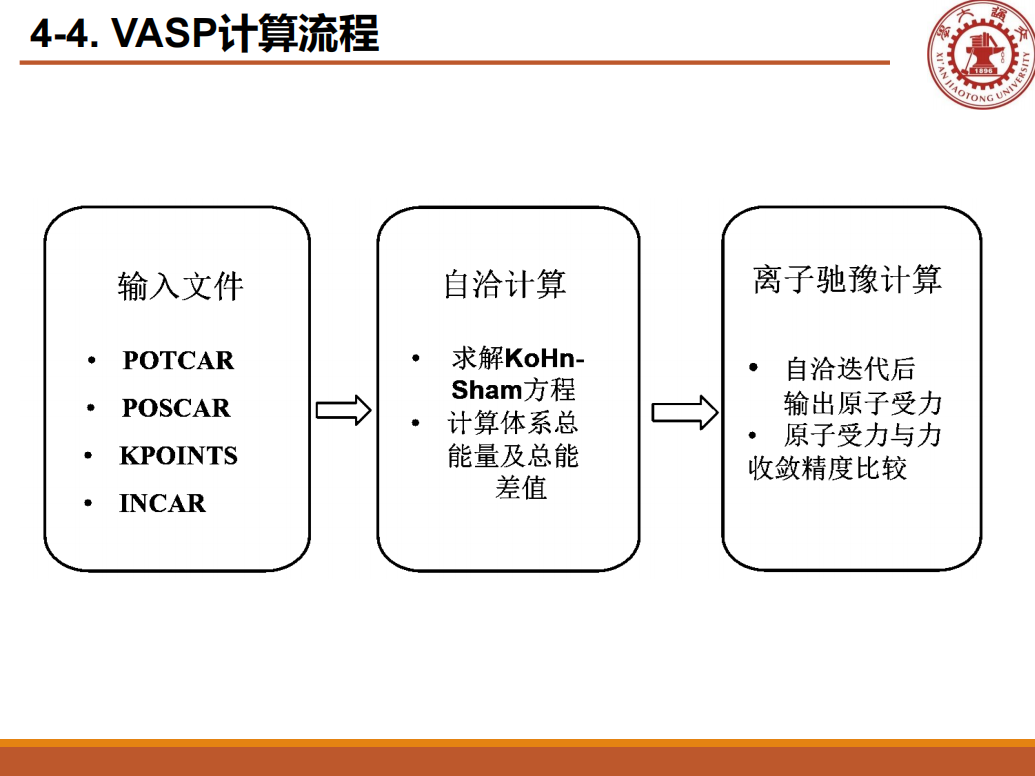 4-4. VASP计算流程
XI'AN JIAOTONG UNIVERSITY
1896
输入文件
• POTCAR
• POSCAR
• KPOINTS
• INCAR
自洽计算
• 求解KoHn-
Sham方程
• 计算体系总
能量及总能
差值
离子驰豫计算
• 自洽迭代后
输出原子受力
• 原子受力与力
收敛精度比较